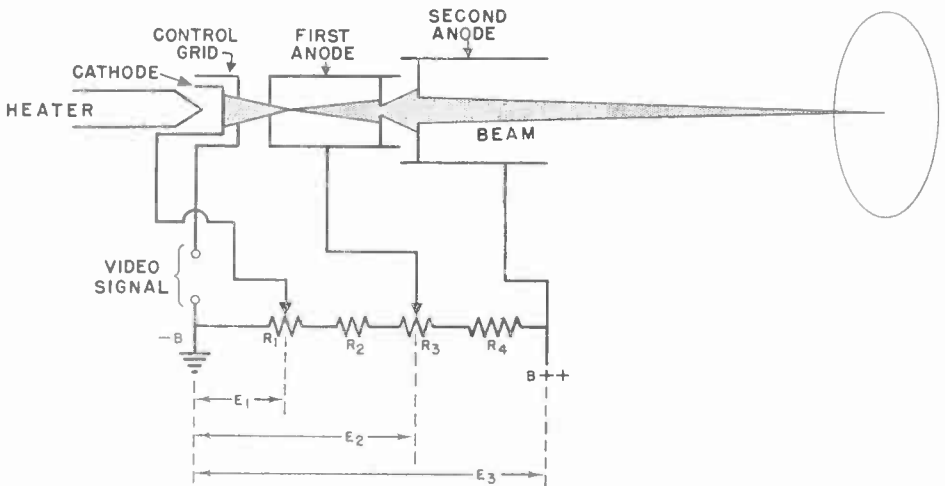 SECOND
ANODE
CONTROL
GRID
FIRST
ANODE
CATHODE
HEATER
BEAM
VIDEO
SIGNAL
-B
R1
R2
R3
R4
B++
E1
E2
E3